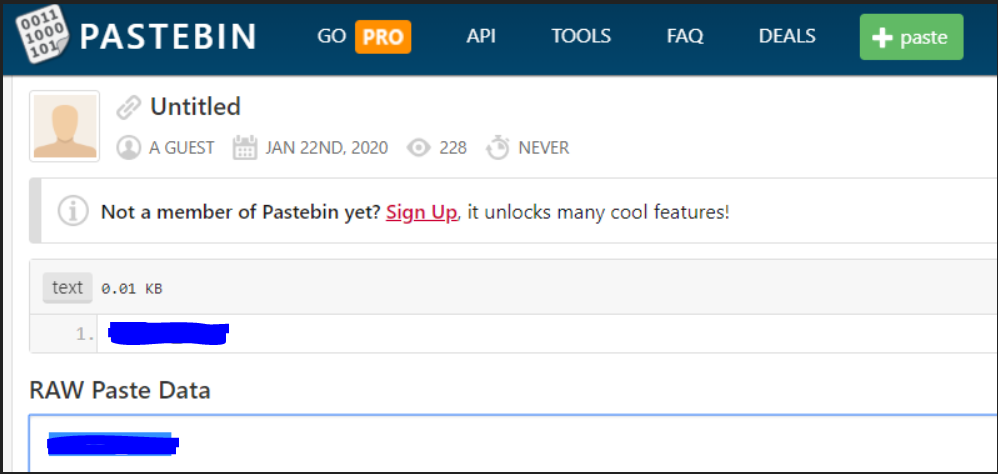 0011
1000
101
PASTEBIN GO PRO API TOOLS FAQ DEALS + paste
Untitled
A GUEST JAN 22ND, 2020 228 NEVER
i Not a member of Pastebin yet? Sign Up, it unlocks many cool features!
text 0.01 KB
1.
RAW Paste Data